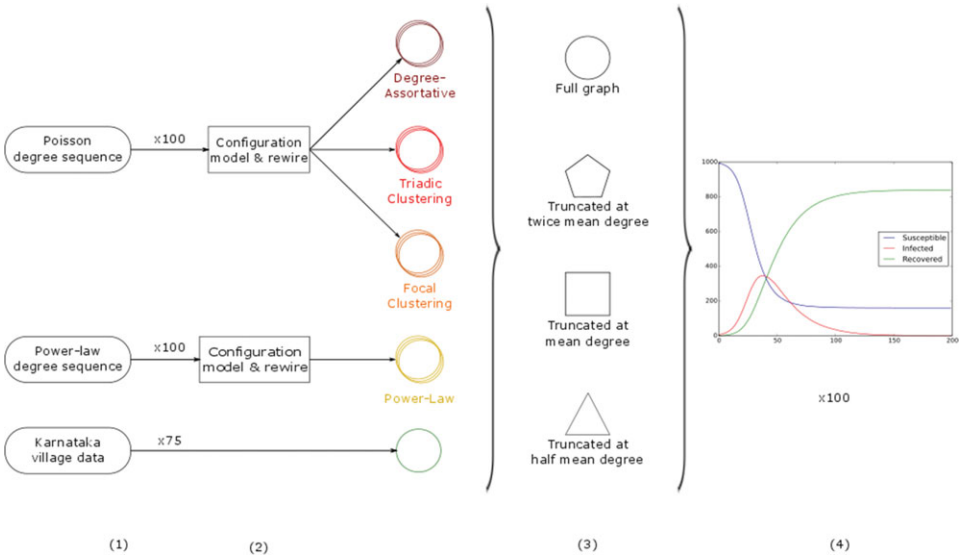 Degree-
Assortative
Poisson
degree sequence
x100
Configuration
model & rewire
Triadic
Clustering
Focal
Clustering
Power-law
degree sequence
x100
Configuration
model & rewire
Power-Law
Karnataka
village data
x75
Full graph
Truncated at
twice mean degree
Truncated at
mean degree
Truncated at
half mean degree
1000
800
600
400
200
0
0
50
100
150
200
Susceptible
Infected
Recovered
x100
(1)
(2)
(3)
(4)